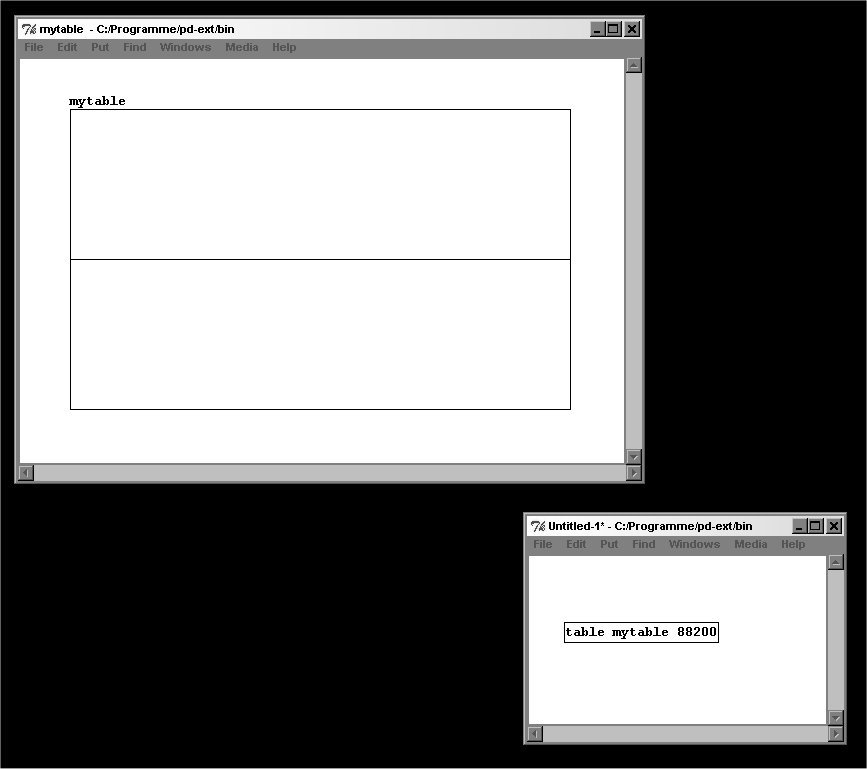 mytable - C:/Programme/pd-ext/bin
File Edit Put Find Windows Media Help
mytable
Untitled-1* - C:/Programme/pd-ext/bin
File Edit Put Find Windows Media Help
table mytable 88200